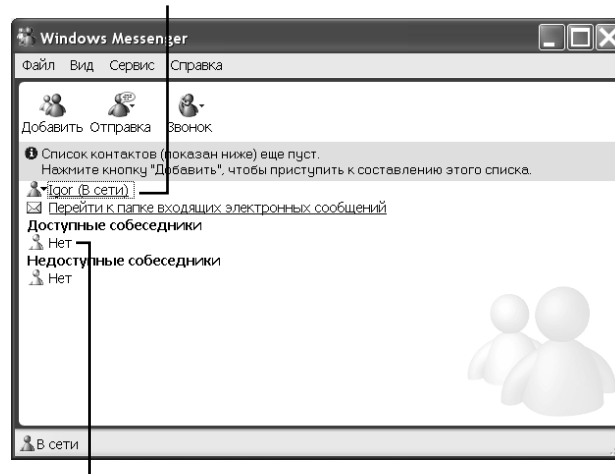 Windows Messenger
Файл Вид Сервис Справка
Добавить Отправка Звонок
Список контактов (показан ниже) еще пуст.
Нажмите кнопку "Добавить", чтобы приступить к составлению этого списка.
Igor (В сети)
Перейти к папке входящих электронных сообщений
Доступные собеседники
Нет
Недоступные собеседники
Нет
В сети